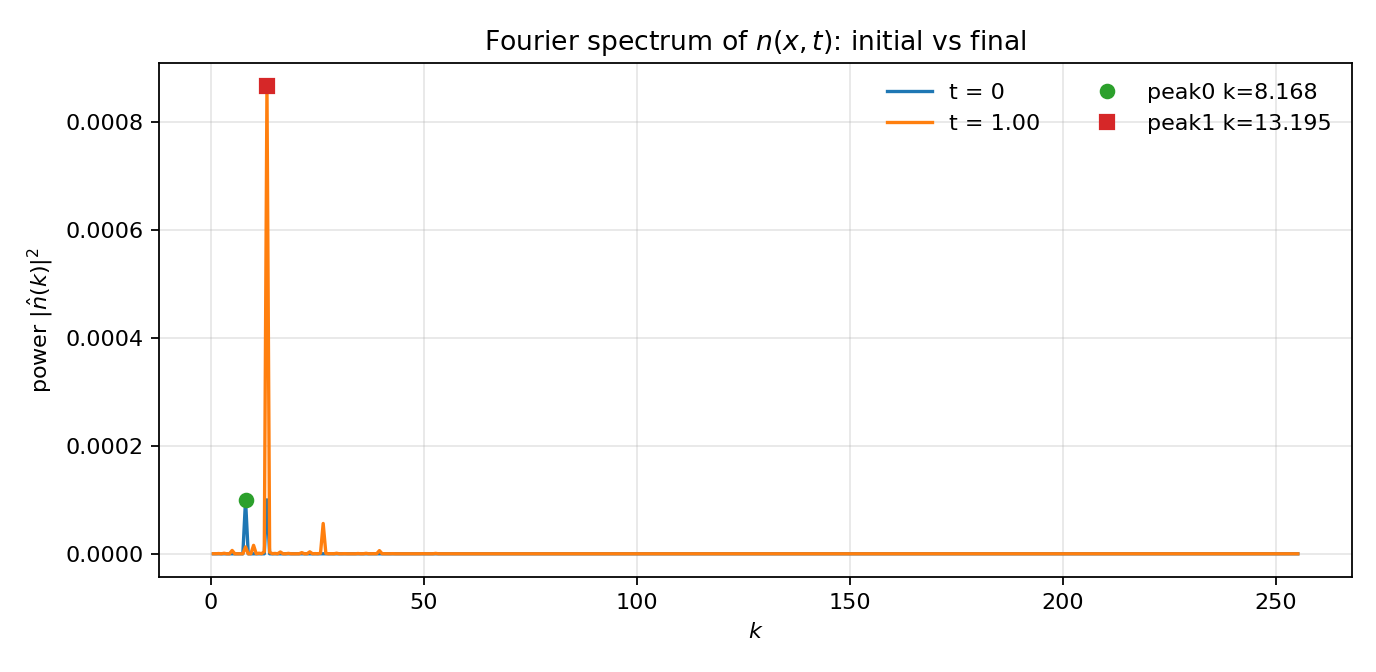 Fourier spectrum of n(x, t): initial vs final
t = 0
t = 1.00
peak0 k=8.168
peak1 k=13.195
power |n̂(k)|²
0.0008
0.0006
0.0004
0.0002
0.0000
0 50 100 150 200 250
k